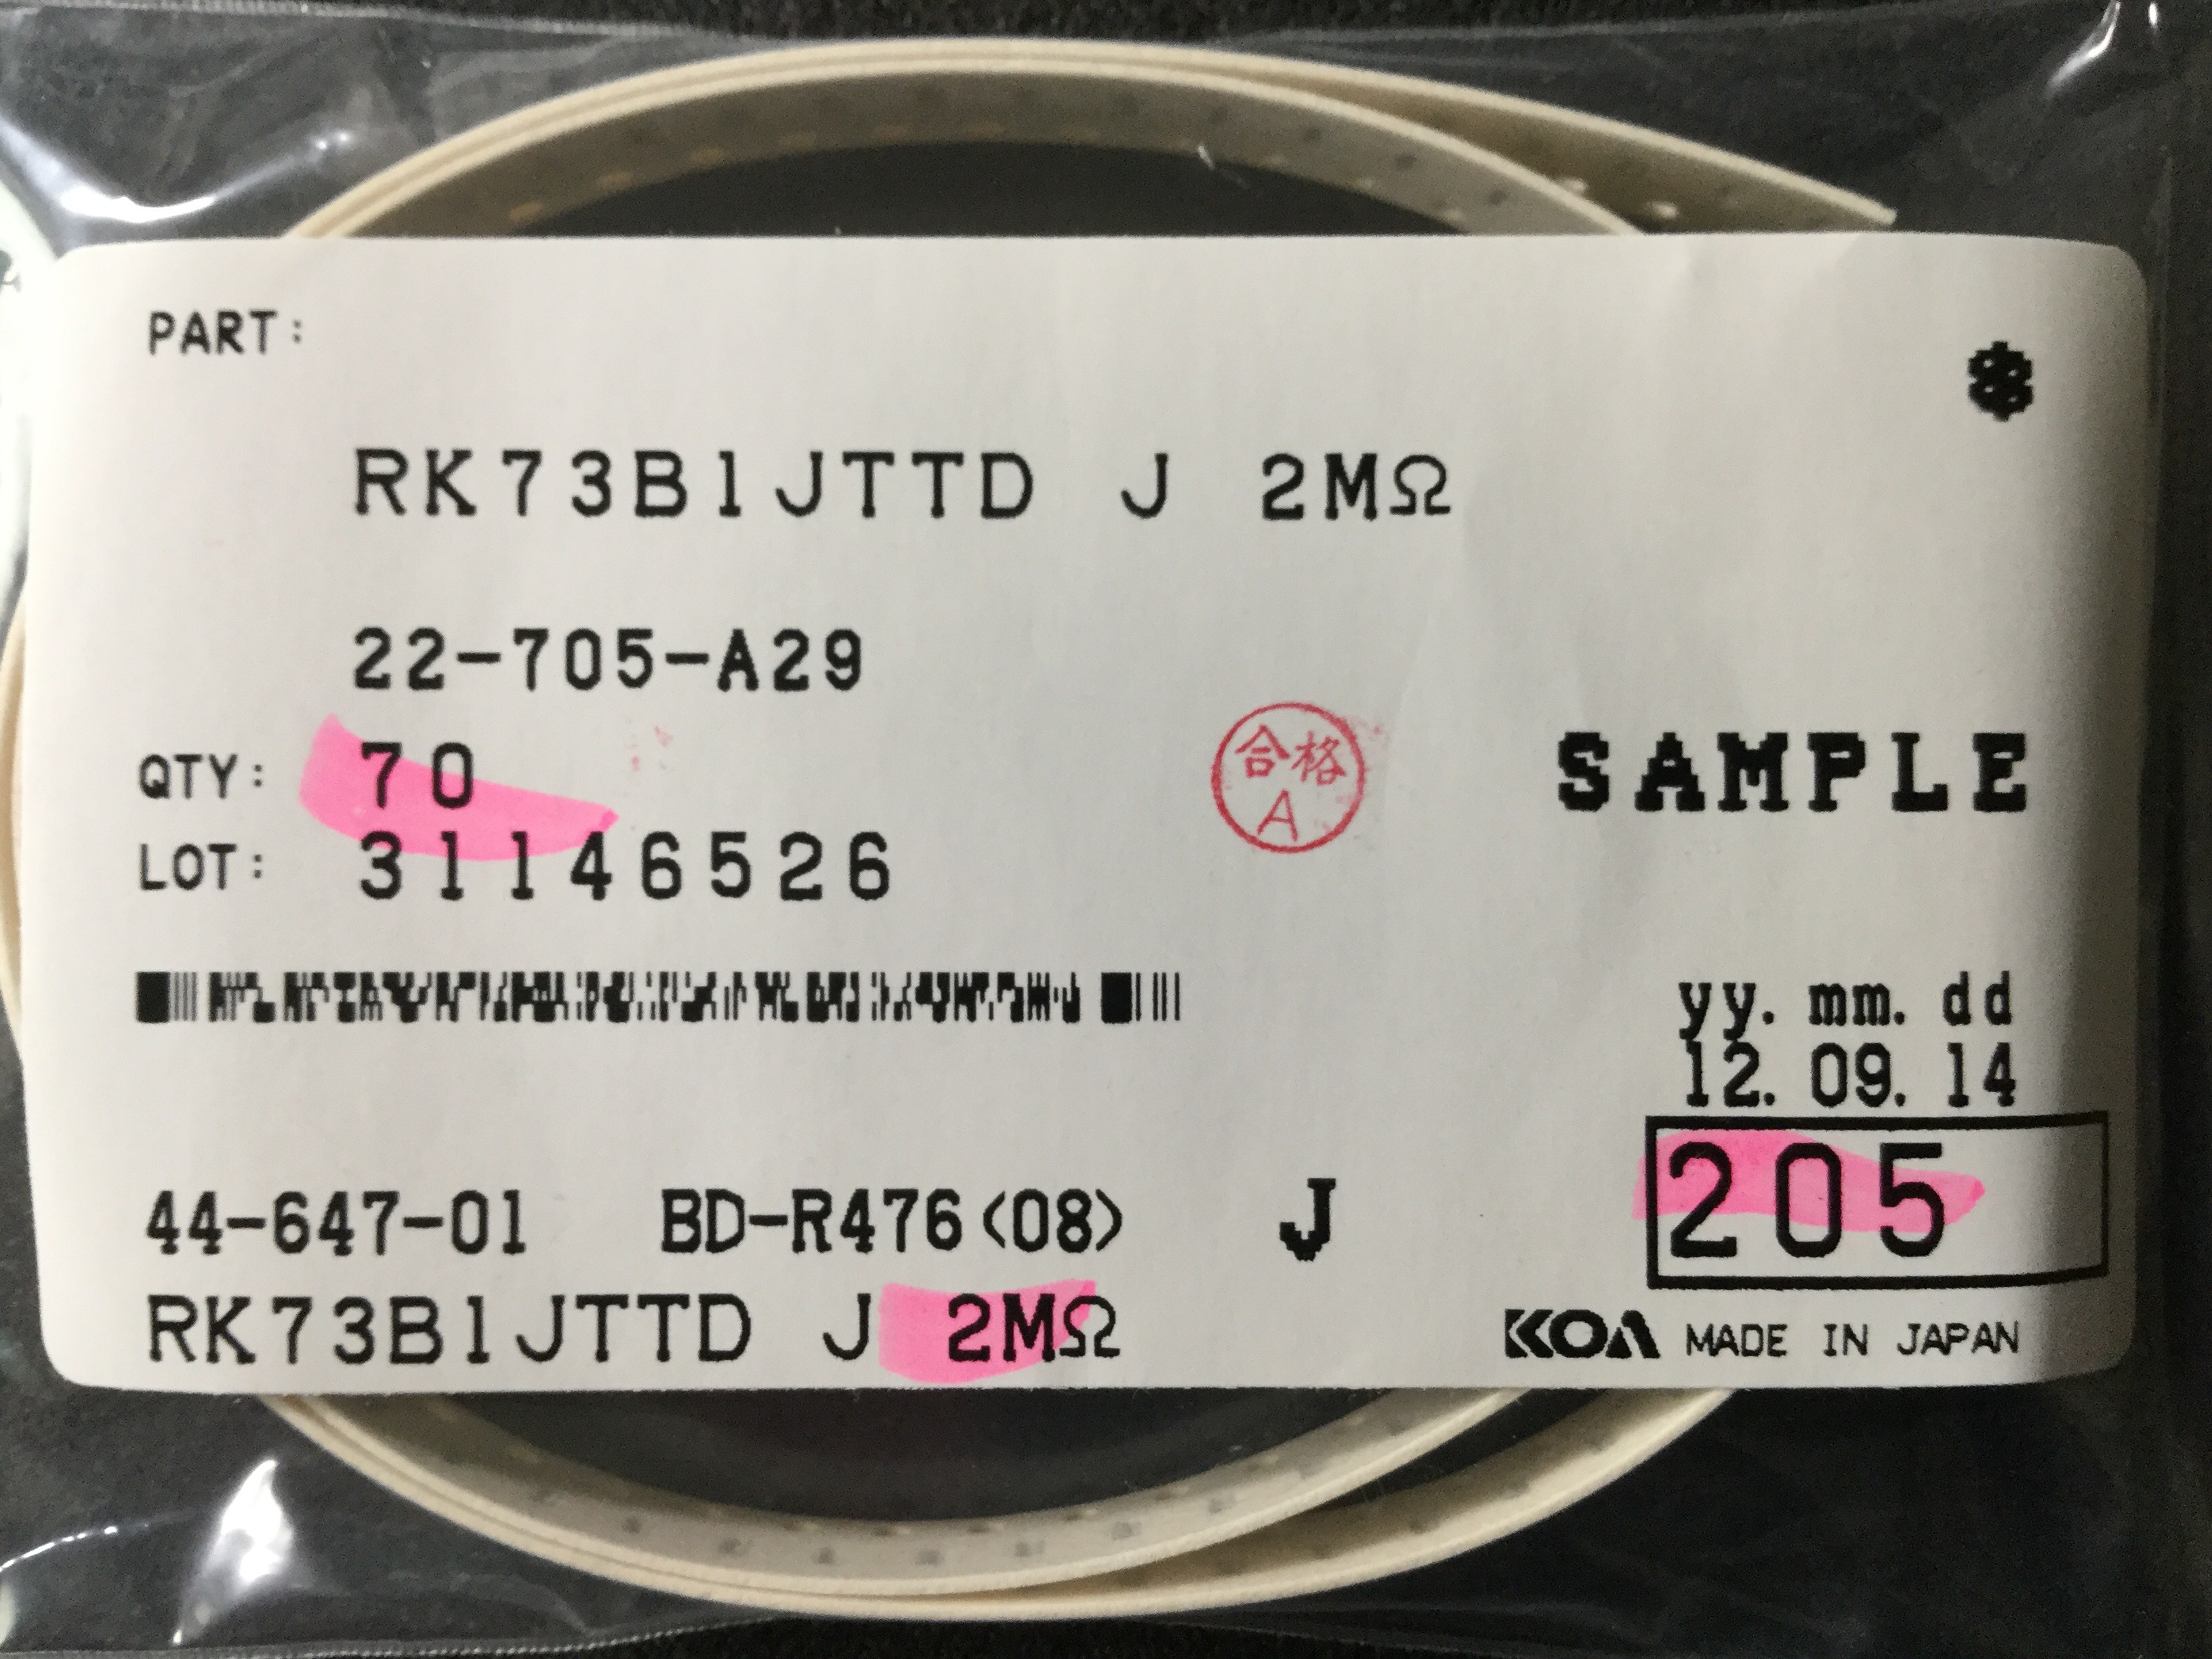 PART:
*
RK73B1JTTD J 2MΩ
22-705-A29
QTY: 70
合格
A
SAMPLE
LOT: 31146526
yy. mm. dd
12. 09. 14
205
44-647-01 BD-R476<08> J
RK73B1JTTD J 2MΩ
KOA MADE IN JAPAN